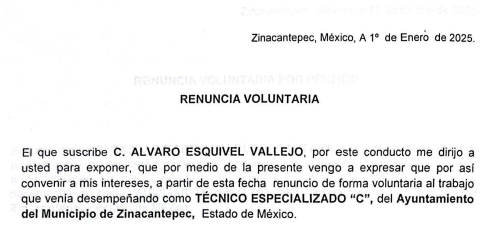 Zinacantepec, México, A 1º de Enero de 2025.
RENUNCIA VOLUNTARIA
El que suscribe C. ALVARO ESQUIVEL VALLEJO, por este conducto me dirijo a
usted para exponer, que por medio de la presente vengo a expresar que por así
convenir a mis intereses, a partir de esta fecha renuncio de forma voluntaria al trabajo
que venía desempeñando como TÉCNICO ESPECIALIZADO "C", del Ayuntamiento
del Municipio de Zinacantepec, Estado de México.